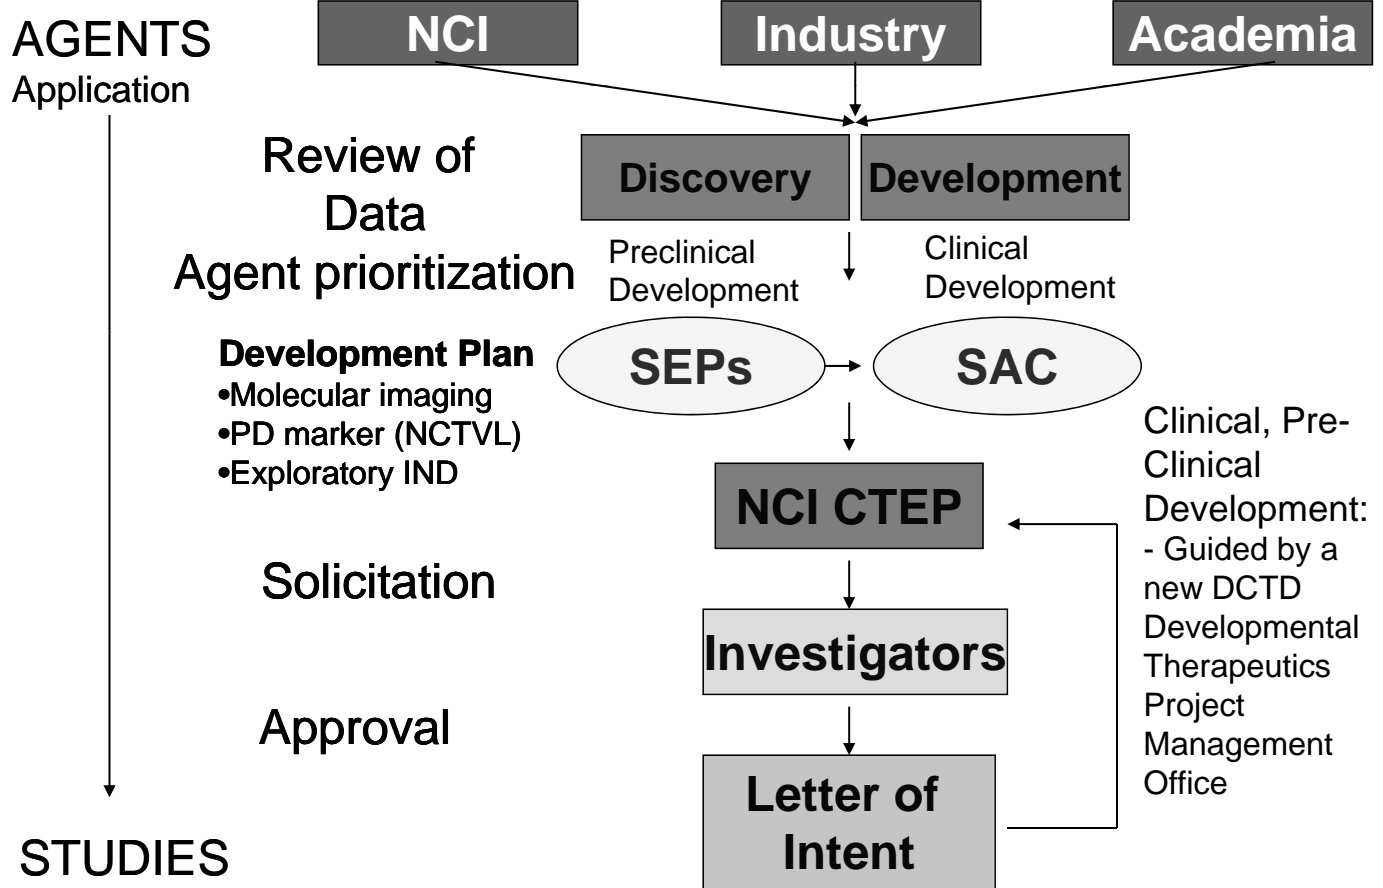 AGENTS
Application
NCI
Industry
Academia
Review of
Data
Agent prioritization
Discovery
Development
Preclinical
Development
Clinical
Development
Development Plan
•Molecular imaging
•PD marker (NCTVL)
•Exploratory IND
SEPs
SAC
NCI CTEP
Clinical, Pre-
Clinical
Development:
- Guided by a
new DCTD
Developmental
Therapeutics
Project
Management
Office
Solicitation
Investigators
Approval
Letter of
Intent
STUDIES